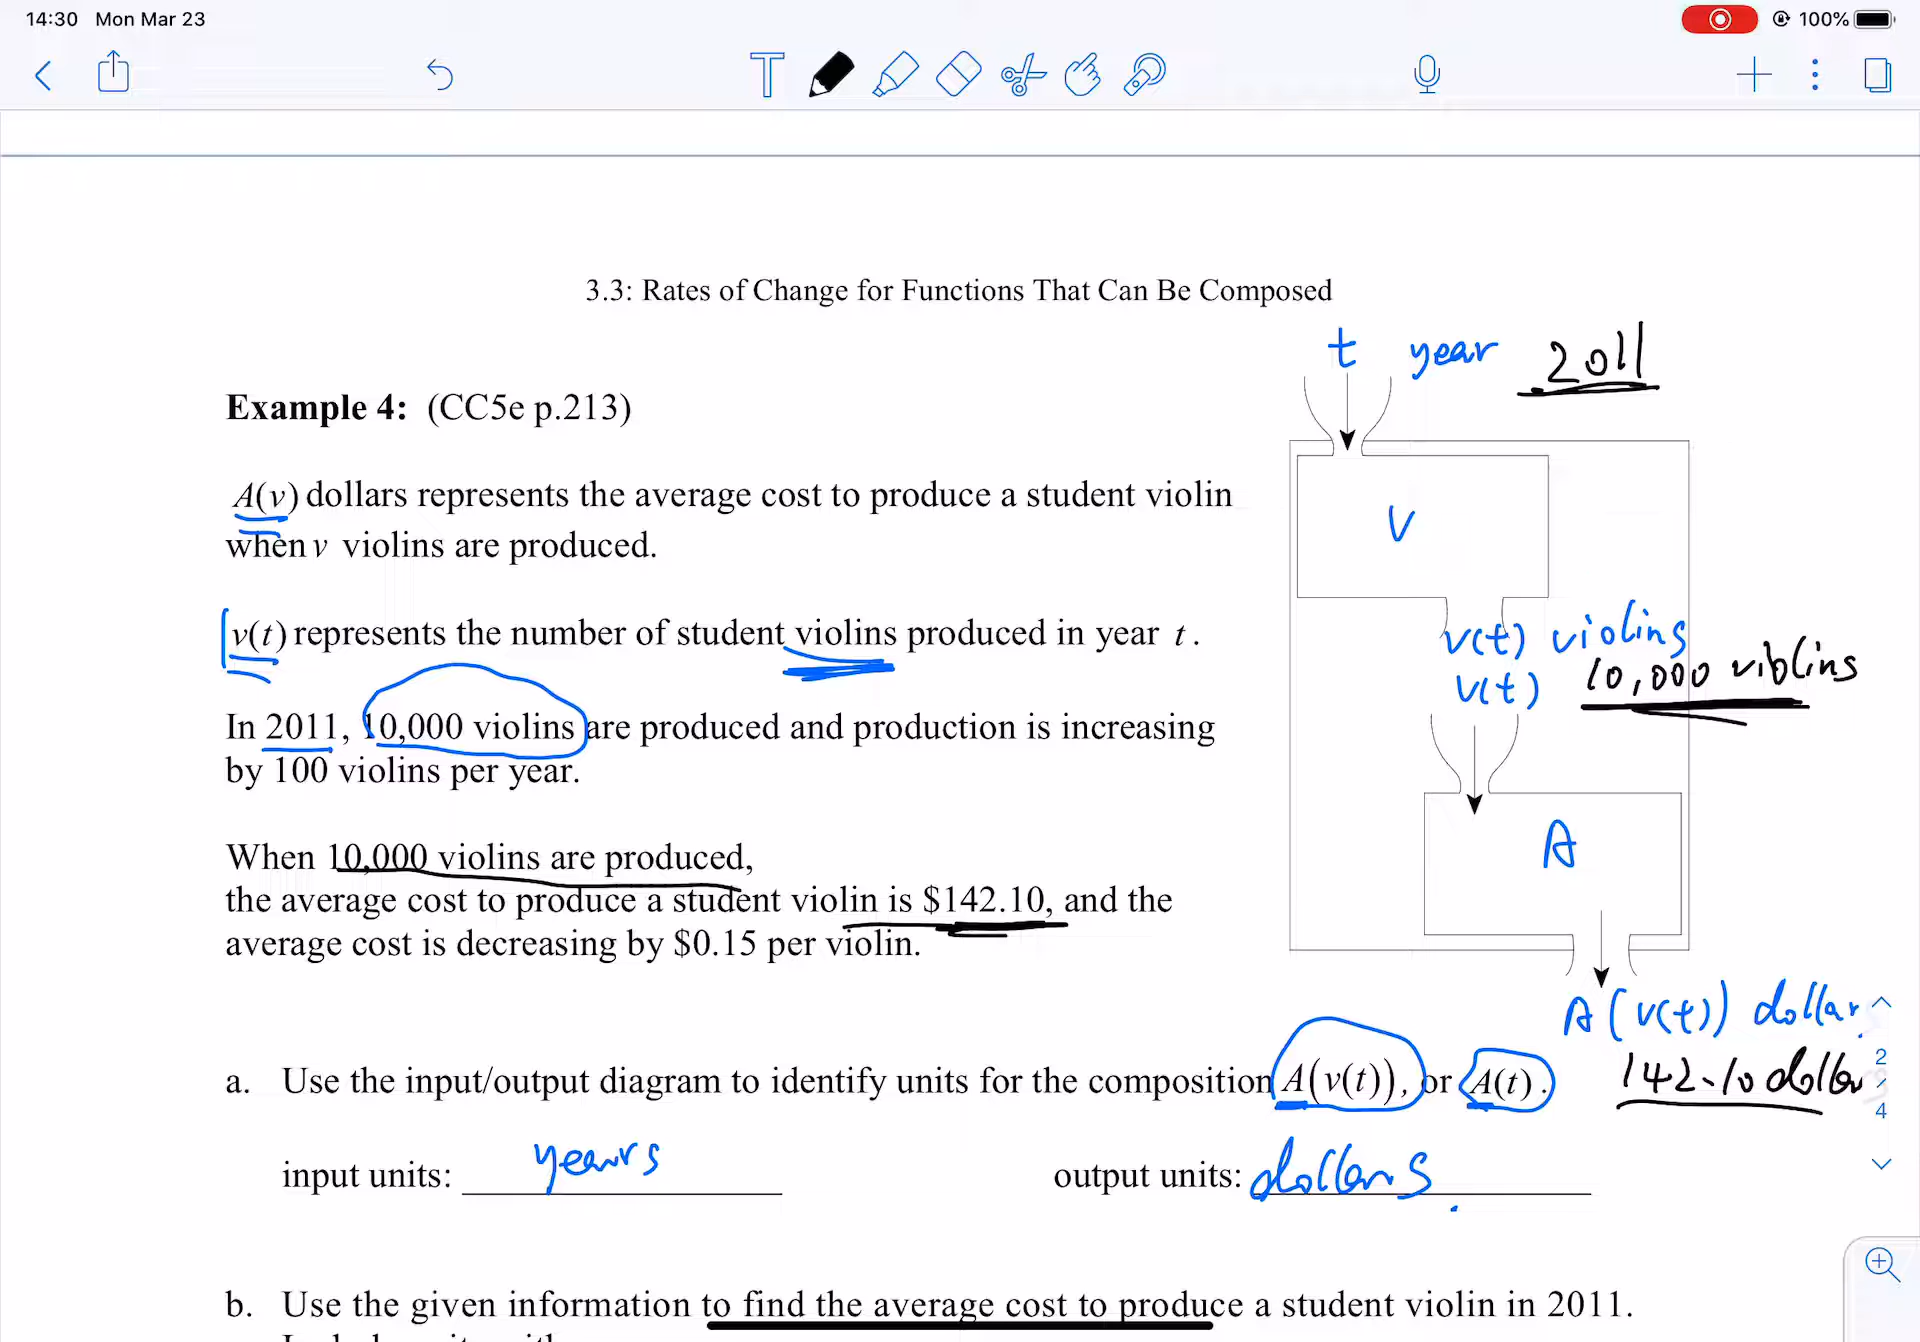 14:30 Mon Mar 23
100%
T
3.3: Rates of Change for Functions That Can Be Composed
t year 2011
Example 4: (CC5e p.213)
A(v) dollars represents the average cost to produce a student violin
when v violins are produced.
V
v(t) represents the number of student violins produced in year t.
v(t) violins
v(t) 10,000 violins
In 2011, 10,000 violins are produced and production is increasing
by 100 violins per year.
When 10,000 violins are produced,
the average cost to produce a student violin is $142.10, and the
average cost is decreasing by $0.15 per violin.
A
A(v(t)) dollar
142.10 dollar
a. Use the input/output diagram to identify units for the composition A(v(t)), or A(t).
2
4
input units: years output units: dollars.
b. Use the given information to find the average cost to produce a student violin in 2011.